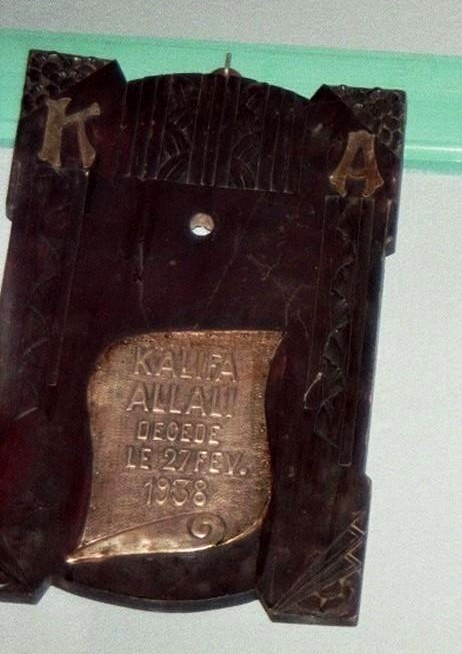 K A
KALIFA
ALLALI
DECEDE
LE 27 FEV.
1938